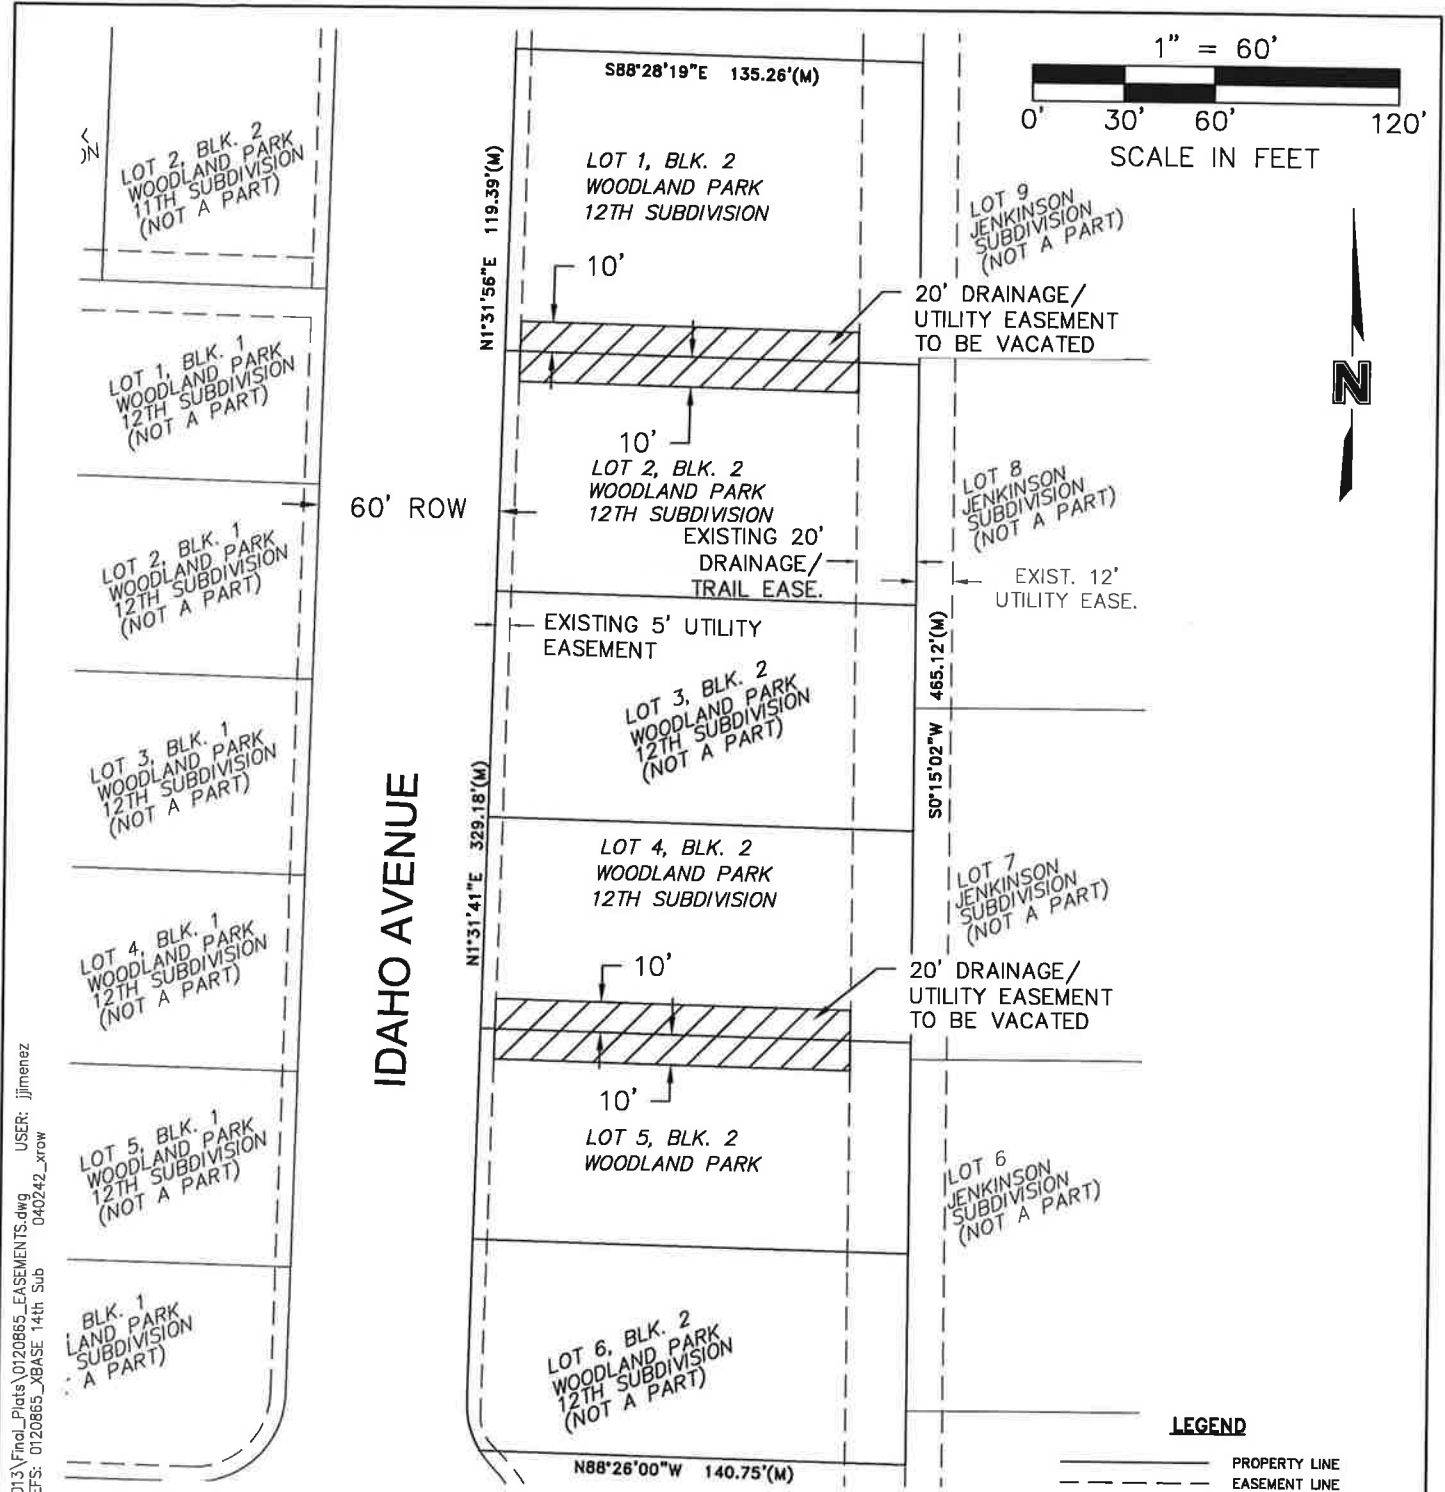 1" = 60'
0' 30' 60' 120'
SCALE IN FEET
S88°28'19"E 135.26'(M)
LOT 2, BLK. 2
WOODLAND PARK
11TH SUBDIVISION
(NOT A PART)
LOT 1, BLK. 2
WOODLAND PARK
12TH SUBDIVISION
N1°31'56"E 119.39'(M)
LOT 9
JENKINSON
SUBDIVISION
(NOT A PART)
10'
20' DRAINAGE/
UTILITY EASEMENT
TO BE VACATED
N
LOT 1, BLK. 1
WOODLAND PARK
12TH SUBDIVISION
(NOT A PART)
10'
LOT 2, BLK. 2
WOODLAND PARK
12TH SUBDIVISION
60' ROW
LOT 8
JENKINSON
SUBDIVISION
(NOT A PART)
EXISTING 20'
DRAINAGE/
TRAIL EASE.
EXIST. 12'
UTILITY EASE.
LOT 2, BLK. 1
WOODLAND PARK
12TH SUBDIVISION
(NOT A PART)
EXISTING 5' UTILITY
EASEMENT
S0°15'02"W 465.12'(M)
LOT 3, BLK. 2
WOODLAND PARK
12TH SUBDIVISION
(NOT A PART)
LOT 3, BLK. 1
WOODLAND PARK
12TH SUBDIVISION
(NOT A PART)
IDAHO AVENUE
N1°31'41"E 329.18'(M)
LOT 4, BLK. 2
WOODLAND PARK
12TH SUBDIVISION
LOT 7
JENKINSON
SUBDIVISION
(NOT A PART)
LOT 4, BLK. 1
WOODLAND PARK
12TH SUBDIVISION
(NOT A PART)
10'
20' DRAINAGE/
UTILITY EASEMENT
TO BE VACATED
10'
LOT 5, BLK. 2
WOODLAND PARK
LOT 5, BLK. 1
WOODLAND PARK
12TH SUBDIVISION
(NOT A PART)
LOT 6
JENKINSON
SUBDIVISION
(NOT A PART)
BLK. 1
LAND PARK
SUBDIVISION
A PART)
LOT 6, BLK. 2
WOODLAND PARK
12TH SUBDIVISION
(NOT A PART)
N88°26'00"W 140.75'(M)
LEGEND
PROPERTY LINE
EASEMENT LINE
013\Final_Plats\0120865_EASEMENTS.dwg USER: jjimenez
EFS: 0120865_XBASE 14th Sub 040242_xrow